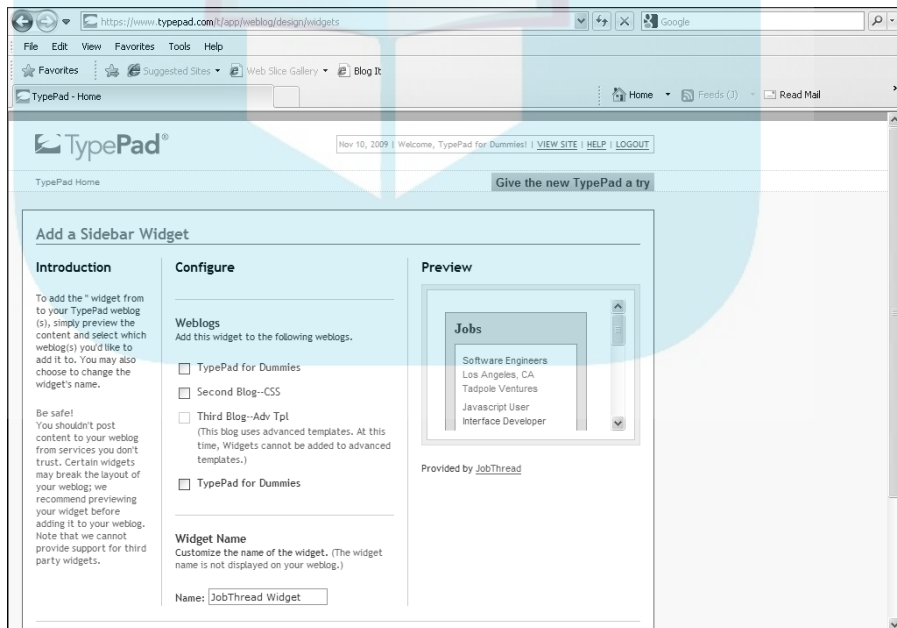 https://www.typepad.com/t/app/weblog/design/widgets
Google
File Edit View Favorites Tools Help
Favorites Suggested Sites Web Slice Gallery Blog It
TypePad - Home Home Feeds (J) Read Mail
TypePad®
Nov 10, 2009 | Welcome, TypePad for Dummies! | VIEW SITE | HELP | LOGOUT
TypePad Home
Give the new TypePad a try
Add a Sidebar Widget
Introduction
To add the " widget from
to your TypePad weblog
(s), simply preview the
content and select which
weblog(s) you'd like to
add it to. You may also
choose to change the
widget's name.
Be safe!
You shouldn't post
content to your weblog
from services you don't
trust. Certain widgets
may break the layout of
your weblog; we
recommend previewing
your widget before
adding it to your weblog.
Note that we cannot
provide support for third
party widgets.
Configure
Weblogs
Add this widget to the following weblogs.
TypePad for Dummies
Second Blog--CSS
Third Blog--Adv Tpl
(This blog uses advanced templates. At this
time, Widgets cannot be added to advanced
templates.)
TypePad for Dummies
Widget Name
Customize the name of the widget. (The widget
name is not displayed on your weblog.)
Name: JobThread Widget
Preview
Jobs
Software Engineers
Los Angeles, CA
Tadpole Ventures
Javascript User
Interface Developer
Provided by JobThread